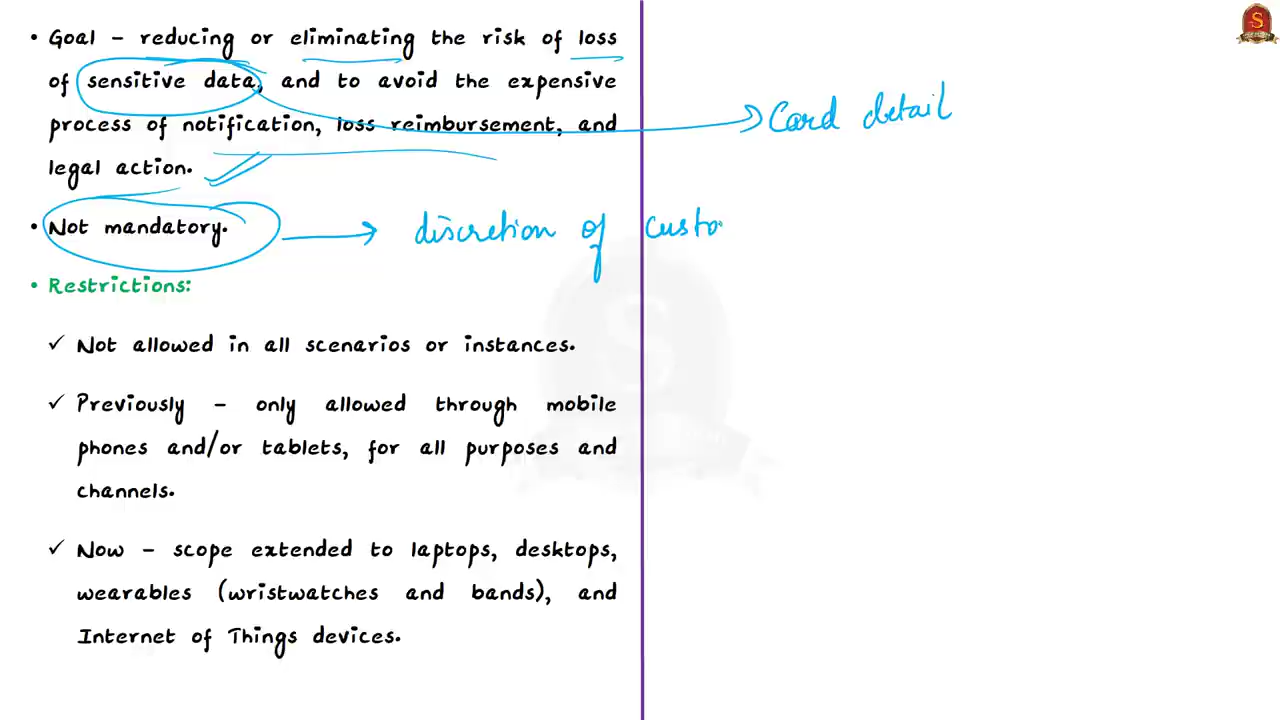 • Goal – reducing or eliminating the risk of loss
of sensitive data, and to avoid the expensive
process of notification, loss reimbursement, and
legal action.
Card detail
• Not mandatory.
discretion of custo
• Restrictions:
✓ Not allowed in all scenarios or instances.
✓ Previously – only allowed through mobile
phones and/or tablets, for all purposes and
channels.
✓ Now – scope extended to laptops, desktops,
wearables (wristwatches and bands), and
Internet of Things devices.